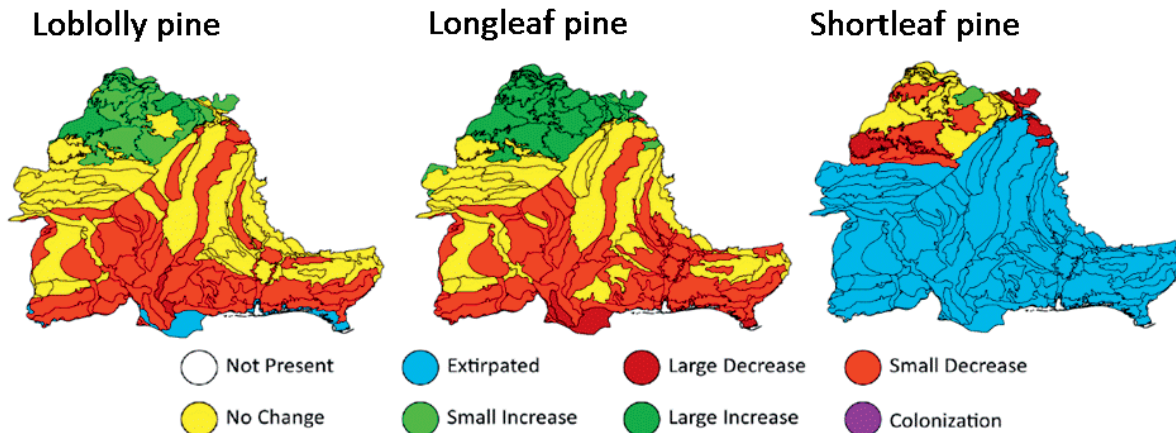 Loblolly pine
Longleaf pine
Shortleaf pine
Not Present
Extirpated
Large Decrease
Small Decrease
No Change
Small Increase
Large Increase
Colonization